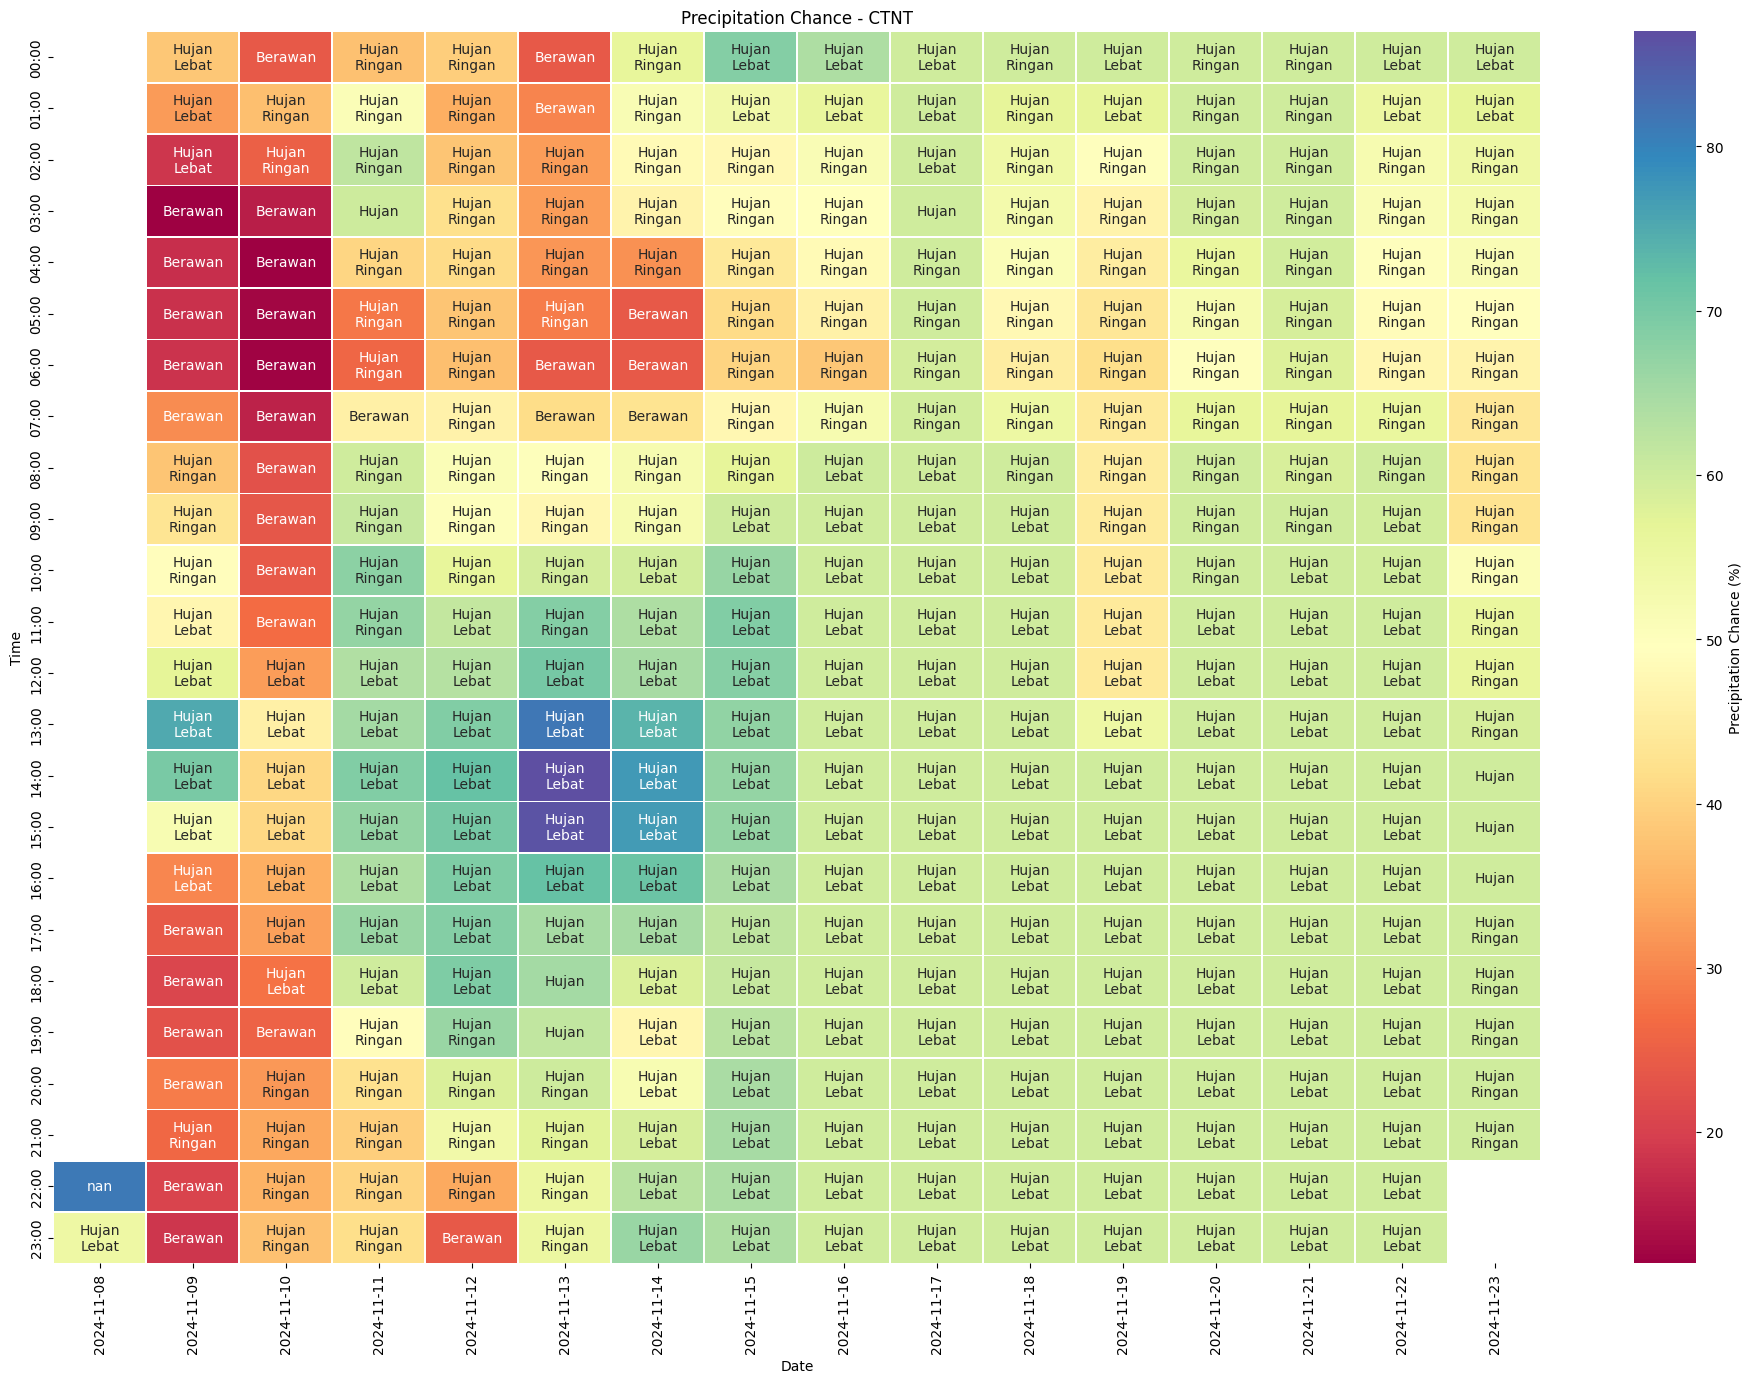 Precipitation Chance - CTNT
00:00 Hujan Lebat Berawan Hujan Ringan Hujan Ringan Berawan Hujan Ringan Hujan Lebat Hujan Lebat Hujan Lebat Hujan Ringan Hujan Lebat Hujan Ringan Hujan Ringan Hujan Lebat Hujan Lebat
01:00 Hujan Lebat Hujan Ringan Hujan Ringan Hujan Ringan Berawan Hujan Ringan Hujan Lebat Hujan Lebat Hujan Lebat Hujan Ringan Hujan Lebat Hujan Ringan Hujan Ringan Hujan Lebat Hujan Lebat
02:00 Hujan Lebat Hujan Ringan Hujan Ringan Hujan Ringan Hujan Ringan Hujan Ringan Hujan Ringan Hujan Ringan Hujan Lebat Hujan Ringan Hujan Ringan Hujan Ringan Hujan Ringan Hujan Ringan Hujan Ringan
03:00 Berawan Berawan Hujan Hujan Ringan Hujan Ringan Hujan Ringan Hujan Ringan Hujan Ringan Hujan Hujan Ringan Hujan Ringan Hujan Ringan Hujan Ringan Hujan Ringan Hujan Ringan
04:00 Berawan Berawan Hujan Ringan Hujan Ringan Hujan Ringan Hujan Ringan Hujan Ringan Hujan Ringan Hujan Ringan Hujan Ringan Hujan Ringan Hujan Ringan Hujan Ringan Hujan Ringan Hujan Ringan
05:00 Berawan Berawan Hujan Ringan Hujan Ringan Hujan Ringan Berawan Hujan Ringan Hujan Ringan Hujan Ringan Hujan Ringan Hujan Ringan Hujan Ringan Hujan Ringan Hujan Ringan Hujan Ringan
06:00 Berawan Berawan Hujan Ringan Hujan Ringan Berawan Berawan Hujan Ringan Hujan Ringan Hujan Ringan Hujan Ringan Hujan Ringan Hujan Ringan Hujan Ringan Hujan Ringan Hujan Ringan
07:00 Berawan Berawan Berawan Hujan Ringan Berawan Berawan Hujan Ringan Hujan Ringan Hujan Ringan Hujan Ringan Hujan Ringan Hujan Ringan Hujan Ringan Hujan Ringan Hujan Ringan
08:00 Hujan Ringan Berawan Hujan Ringan Hujan Ringan Hujan Ringan Hujan Ringan Hujan Ringan Hujan Lebat Hujan Lebat Hujan Ringan Hujan Ringan Hujan Ringan Hujan Ringan Hujan Ringan Hujan Ringan
09:00 Hujan Ringan Berawan Hujan Ringan Hujan Ringan Hujan Ringan Hujan Ringan Hujan Lebat Hujan Lebat Hujan Lebat Hujan Lebat Hujan Ringan Hujan Ringan Hujan Ringan Hujan Lebat Hujan Ringan
10:00 Hujan Ringan Berawan Hujan Ringan Hujan Ringan Hujan Ringan Hujan Lebat Hujan Lebat Hujan Lebat Hujan Lebat Hujan Lebat Hujan Lebat Hujan Ringan Hujan Lebat Hujan Lebat Hujan Ringan
11:00 Hujan Lebat Berawan Hujan Ringan Hujan Lebat Hujan Ringan Hujan Lebat Hujan Lebat Hujan Lebat Hujan Lebat Hujan Lebat Hujan Lebat Hujan Lebat Hujan Lebat Hujan Lebat Hujan Ringan
12:00 Hujan Lebat Hujan Lebat Hujan Lebat Hujan Lebat Hujan Lebat Hujan Lebat Hujan Lebat Hujan Lebat Hujan Lebat Hujan Lebat Hujan Lebat Hujan Lebat Hujan Lebat Hujan Lebat Hujan Ringan
13:00 Hujan Lebat Hujan Lebat Hujan Lebat Hujan Lebat Hujan Lebat Hujan Lebat Hujan Lebat Hujan Lebat Hujan Lebat Hujan Lebat Hujan Lebat Hujan Lebat Hujan Lebat Hujan Lebat Hujan Ringan
14:00 Hujan Lebat Hujan Lebat Hujan Lebat Hujan Lebat Hujan Lebat Hujan Lebat Hujan Lebat Hujan Lebat Hujan Lebat Hujan Lebat Hujan Lebat Hujan Lebat Hujan Lebat Hujan Lebat Hujan
15:00 Hujan Lebat Hujan Lebat Hujan Lebat Hujan Lebat Hujan Lebat Hujan Lebat Hujan Lebat Hujan Lebat Hujan Lebat Hujan Lebat Hujan Lebat Hujan Lebat Hujan Lebat Hujan Lebat Hujan
16:00 Hujan Lebat Hujan Lebat Hujan Lebat Hujan Lebat Hujan Lebat Hujan Lebat Hujan Lebat Hujan Lebat Hujan Lebat Hujan Lebat Hujan Lebat Hujan Lebat Hujan Lebat Hujan Lebat Hujan
17:00 Berawan Hujan Lebat Hujan Lebat Hujan Lebat Hujan Lebat Hujan Lebat Hujan Lebat Hujan Lebat Hujan Lebat Hujan Lebat Hujan Lebat Hujan Lebat Hujan Lebat Hujan Lebat Hujan Ringan
18:00 Berawan Hujan Lebat Hujan Lebat Hujan Lebat Hujan Hujan Lebat Hujan Lebat Hujan Lebat Hujan Lebat Hujan Lebat Hujan Lebat Hujan Lebat Hujan Lebat Hujan Lebat Hujan Ringan
19:00 Berawan Berawan Hujan Ringan Hujan Ringan Hujan Hujan Lebat Hujan Lebat Hujan Lebat Hujan Lebat Hujan Lebat Hujan Lebat Hujan Lebat Hujan Lebat Hujan Lebat Hujan Ringan
20:00 Berawan Hujan Ringan Hujan Ringan Hujan Ringan Hujan Ringan Hujan Lebat Hujan Lebat Hujan Lebat Hujan Lebat Hujan Lebat Hujan Lebat Hujan Lebat Hujan Lebat Hujan Lebat Hujan Ringan
21:00 Hujan Ringan Hujan Ringan Hujan Ringan Hujan Ringan Hujan Ringan Hujan Lebat Hujan Lebat Hujan Lebat Hujan Lebat Hujan Lebat Hujan Lebat Hujan Lebat Hujan Lebat Hujan Lebat Hujan Ringan
22:00 nan Berawan Hujan Ringan Hujan Ringan Hujan Ringan Hujan Ringan Hujan Lebat Hujan Lebat Hujan Lebat Hujan Lebat Hujan Lebat Hujan Lebat Hujan Lebat Hujan Lebat Hujan Lebat
23:00 Hujan Lebat Berawan Hujan Ringan Hujan Ringan Berawan Hujan Ringan Hujan Lebat Hujan Lebat Hujan Lebat Hujan Lebat Hujan Lebat Hujan Lebat Hujan Lebat Hujan Lebat Hujan Lebat
Time
2024-11-08 2024-11-09 2024-11-10 2024-11-11 2024-11-12 2024-11-13 2024-11-14 2024-11-15 2024-11-16 2024-11-17 2024-11-18 2024-11-19 2024-11-20 2024-11-21 2024-11-22 2024-11-23
Date
80
70
60
50
40
30
20
Precipitation Chance (%)